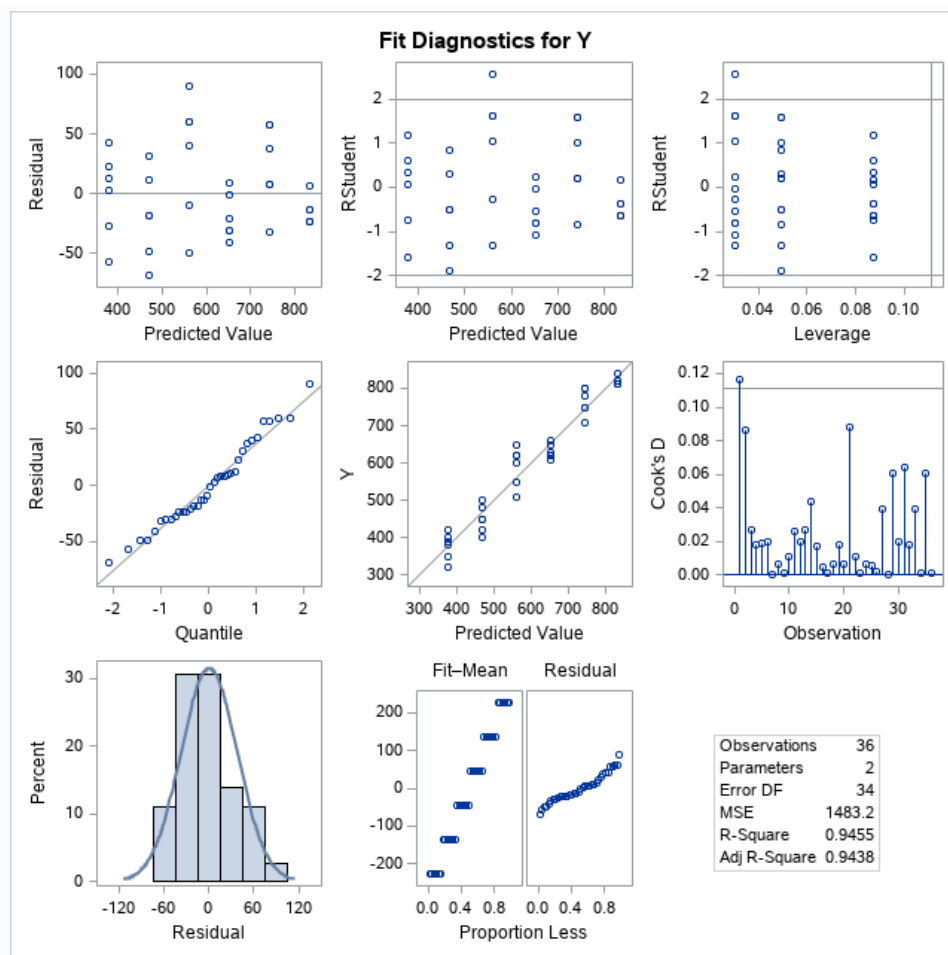 Fit Diagnostics for Y
100
50
0
-50
Residual
400 500 600 700 800
Predicted Value
2
1
0
-1
-2
RStudent
400 500 600 700 800
Predicted Value
2
1
0
-1
-2
RStudent
0.04 0.06 0.08 0.10
Leverage
100
50
0
-50
Residual
-2 -1 0 1 2
Quantile
800
700
600
500
400
300
Y
300 400 500 600 700 800
Predicted Value
0.12
0.10
0.08
0.06
0.04
0.02
0.00
Cook's D
0 10 20 30
Observation
30
20
10
0
Percent
-120 -60 0 60 120
Residual
Fit–Mean Residual
200
100
0
-100
-200
0.0 0.4 0.8 0.0 0.4 0.8
Proportion Less
Observations 36
Parameters 2
Error DF 34
MSE 1483.2
R-Square 0.9455
Adj R-Square 0.9438